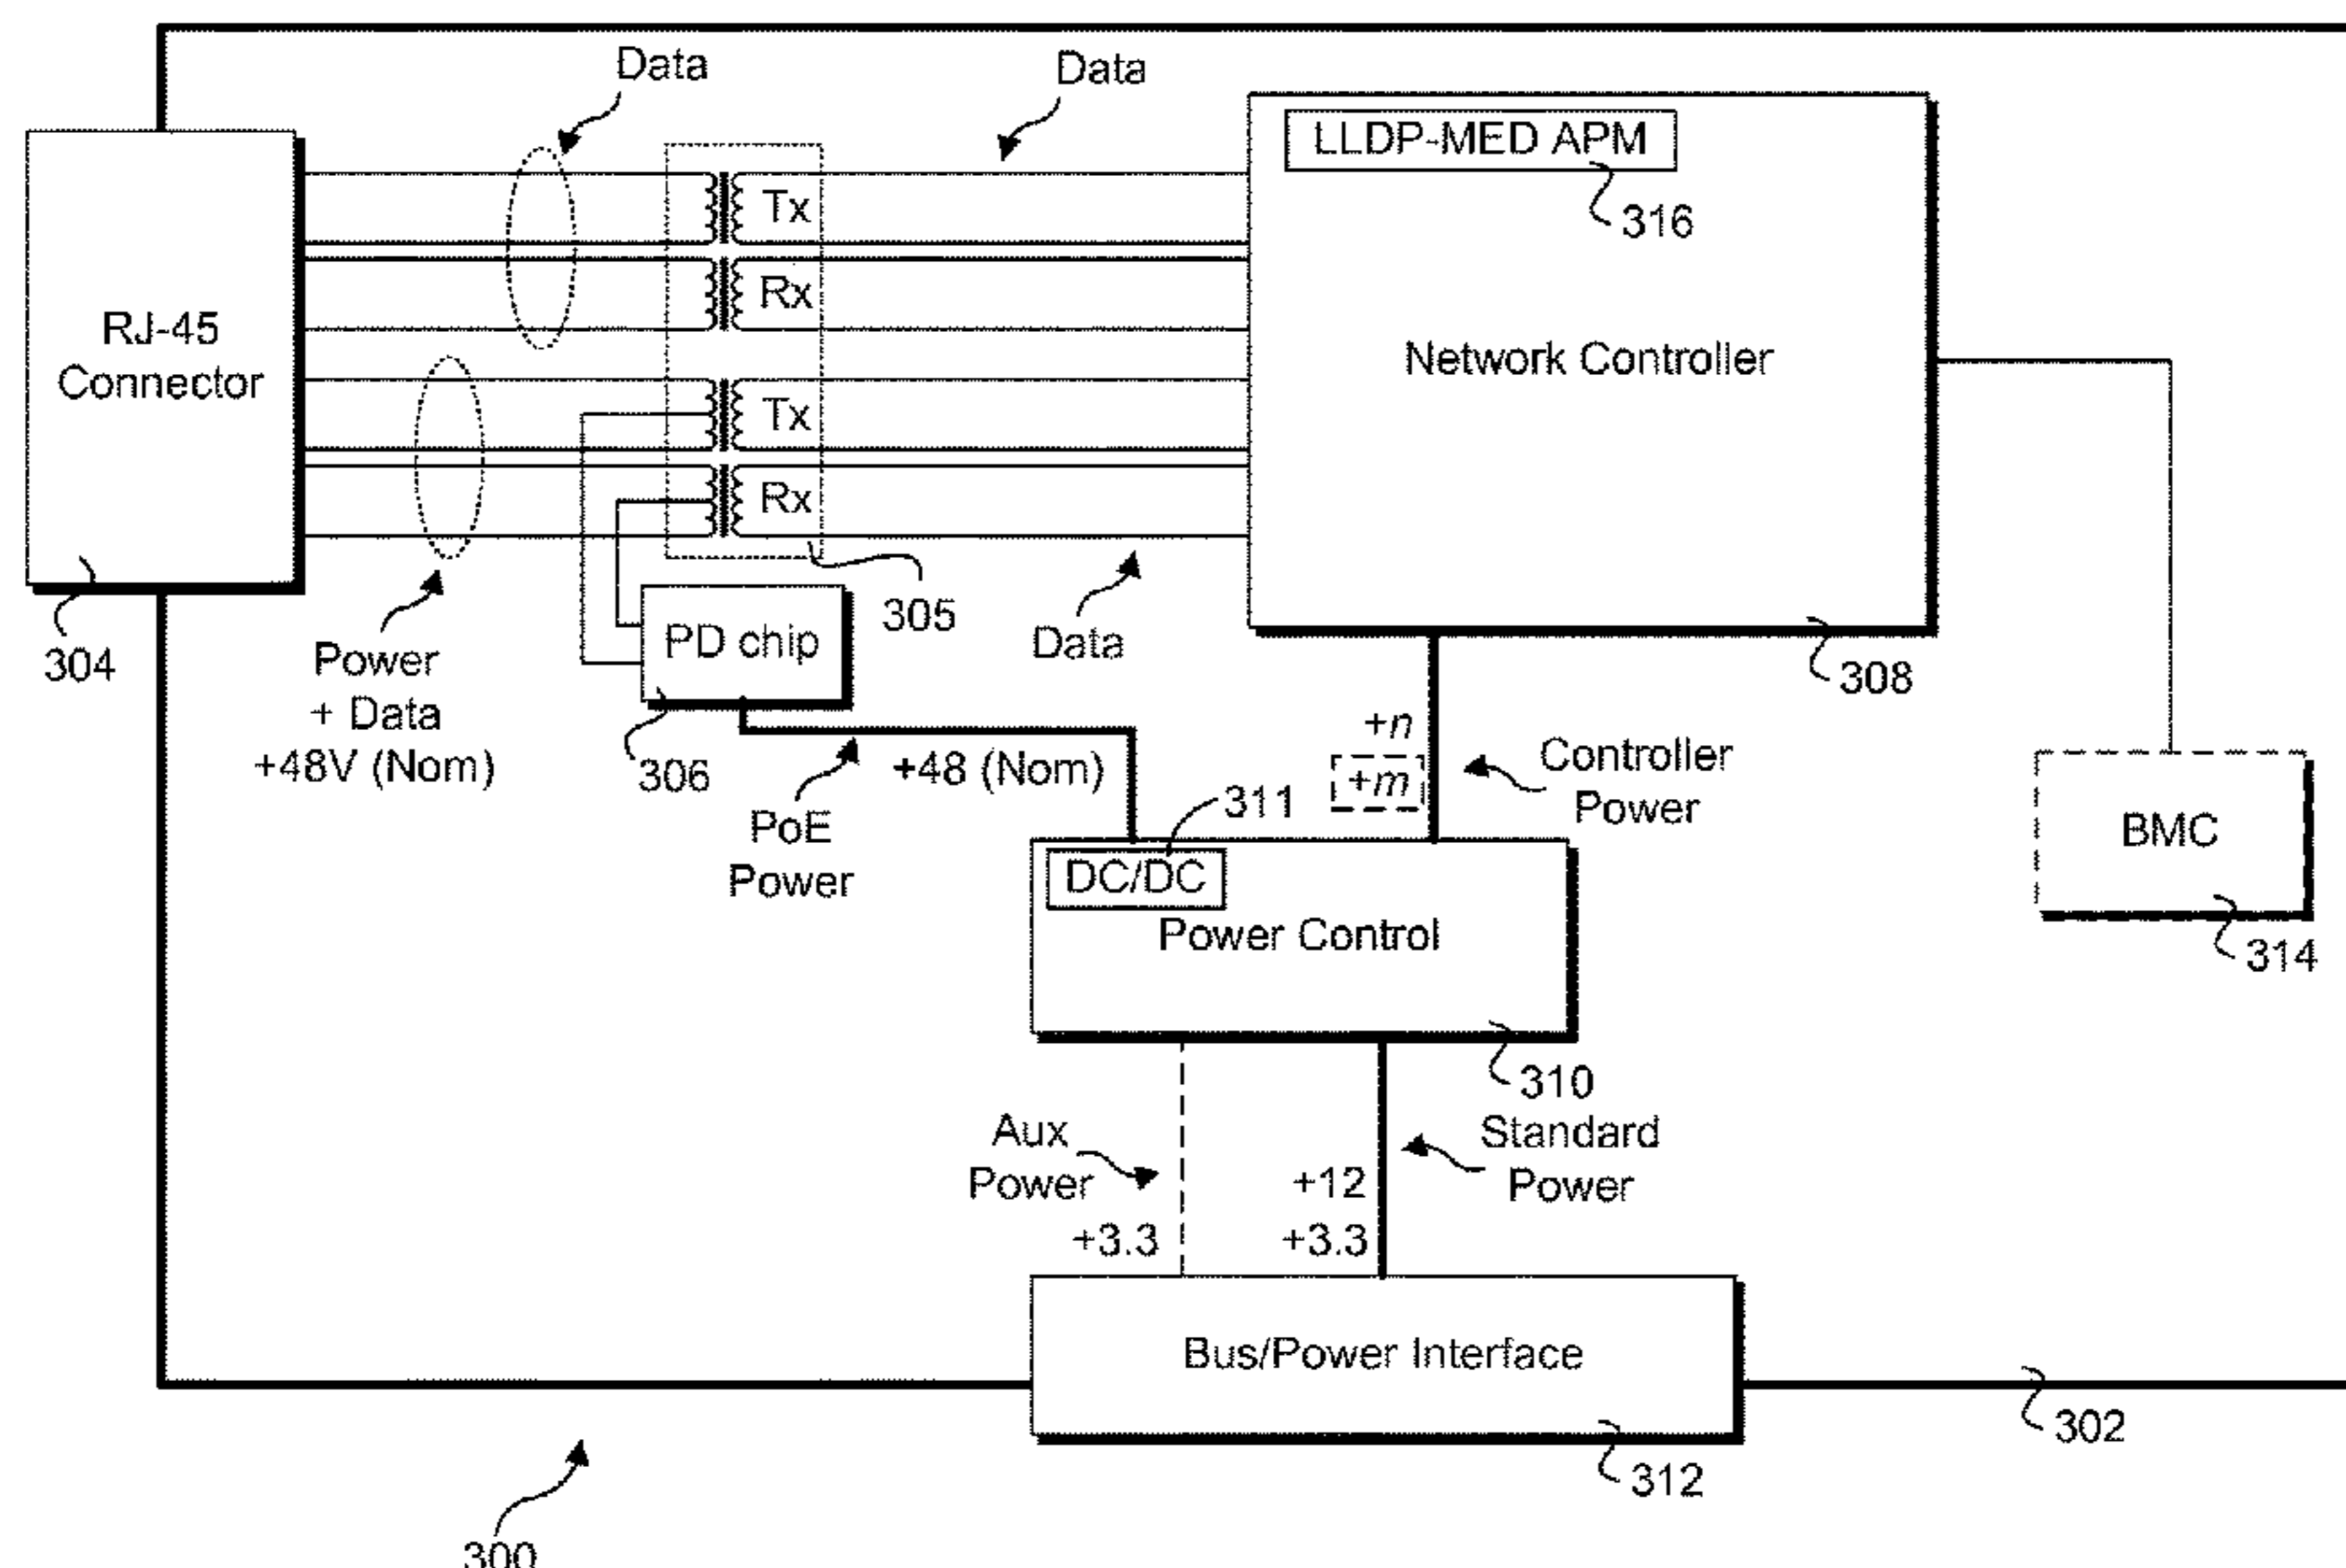 Data
Data
LLDP-MED APM
316
Tx
Rx
RJ-45
Connector
Network Controller
Tx
Rx
304
305
PD chip
Data
308
Power
+ Data
+48V (Nom)
306
+48 (Nom)
PoE
Power
+n
+m
Controller
Power
311
DC/DC
Power Control
BMC
314
310
Aux
Power
+3.3
+12
+3.3
Standard
Power
Bus/Power Interface
302
312
300